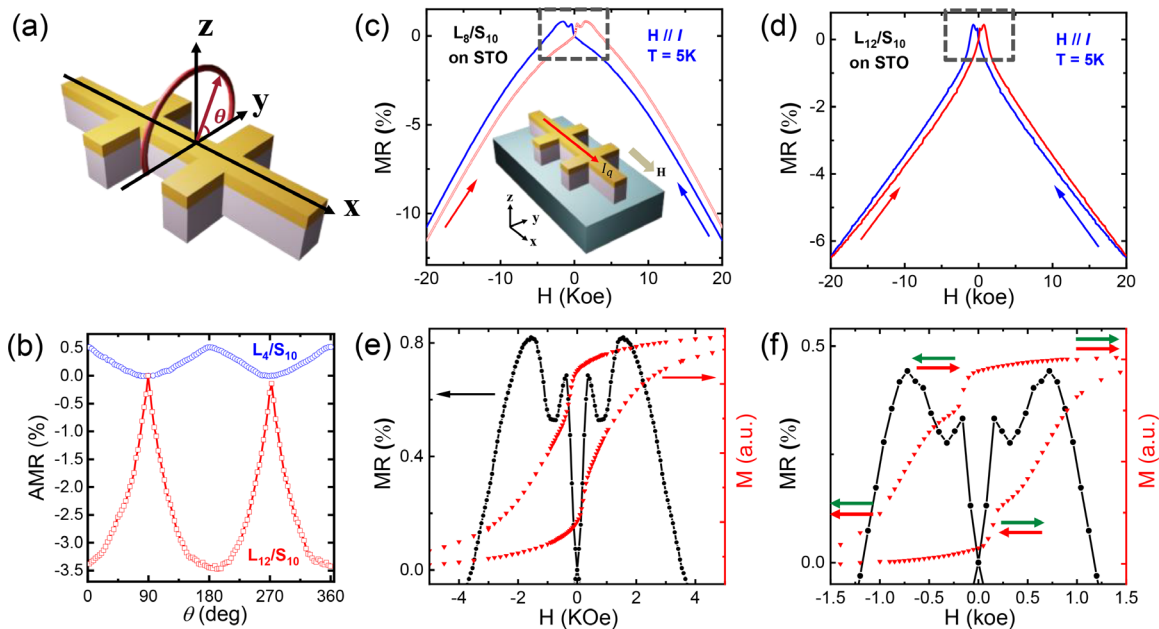 (a)
z
y
θ
x
(b)
AMR (%)
0.5
0.0
-0.5
-1.0
-1.5
-2.0
-2.5
-3.0
-3.5
L4/S10
L12/S10
0
90
180
270
360
θ (deg)
(c)
L8/S10
on STO
H // I
T = 5K
MR (%)
0
-5
-10
Iq
H
z
y
x
-20
-10
0
10
20
H (Koe)
(d)
L12/S10
on STO
H // I
T = 5K
MR (%)
0
-2
-4
-6
-20
-10
0
10
20
H (koe)
(e)
MR (%)
0.8
0.4
0.0
M (a.u.)
-4
-2
0
2
4
H (KOe)
(f)
MR (%)
0.5
0.0
M (a.u.)
-1.5
-1.0
-0.5
0.0
0.5
1.0
1.5
H (koe)